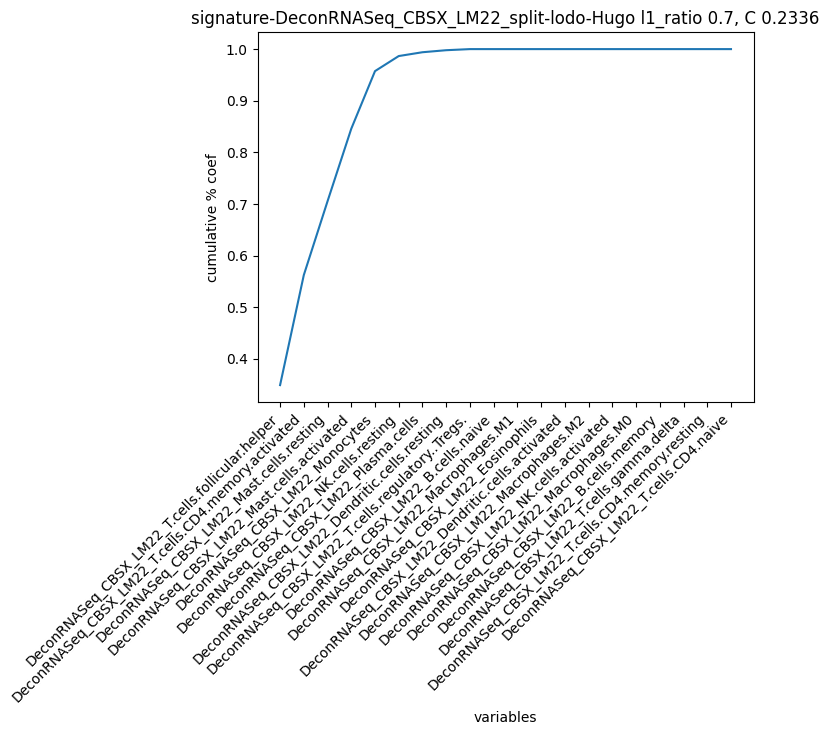 signature-DeconRNASeq_CBSX_LM22_split-lodo-Hugo l1_ratio 0.7, C 0.2336
1.0
0.9
0.8
0.7
0.6
0.5
0.4
cumulative % coef
DeconRNASeq_CBSX_LM22_T.cells.follicular.helper
DeconRNASeq_CBSX_LM22_T.cells.CD4.memory.activated
DeconRNASeq_CBSX_LM22_Mast.cells.resting
DeconRNASeq_CBSX_LM22_Mast.cells.activated
DeconRNASeq_CBSX_LM22_Monocytes
DeconRNASeq_CBSX_LM22_NK.cells.resting
DeconRNASeq_CBSX_LM22_Plasma.cells
DeconRNASeq_CBSX_LM22_Dendritic.cells.resting
DeconRNASeq_CBSX_LM22_T.cells.regulatory..Tregs.
DeconRNASeq_CBSX_LM22_B.cells.naive
DeconRNASeq_CBSX_LM22_Macrophages.M1
DeconRNASeq_CBSX_LM22_Eosinophils
DeconRNASeq_CBSX_LM22_Dendritic.cells.activated
DeconRNASeq_CBSX_LM22_Macrophages.M2
DeconRNASeq_CBSX_LM22_NK.cells.activated
DeconRNASeq_CBSX_LM22_Macrophages.M0
DeconRNASeq_CBSX_LM22_B.cells.memory
DeconRNASeq_CBSX_LM22_T.cells.gamma.delta
DeconRNASeq_CBSX_LM22_T.cells.CD4.memory.resting
DeconRNASeq_CBSX_LM22_T.cells.CD4.naive
variables